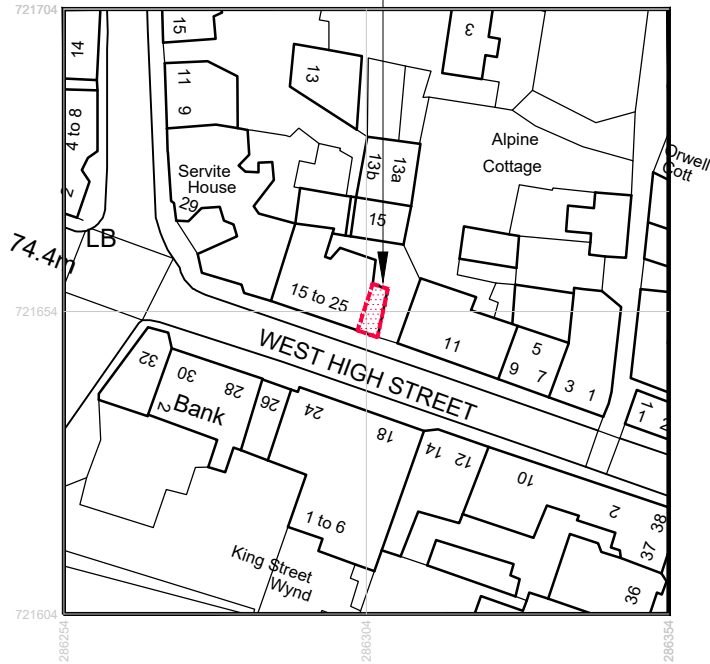 721704
15
3
14
13
11
9
4 to 8
Alpine
Cottage
Orwell
Cott
13b
13a
Servite
House
29
2
15
LB
74.4m
15 to 25
721654
WEST HIGH STREET
11
5
9
7
3
1
32
30
28
26
24
2
Bank
18
14
12
10
2
1
1
2
38
37
36
1 to 6
King Street
Wynd
721604
286254
286304
286354